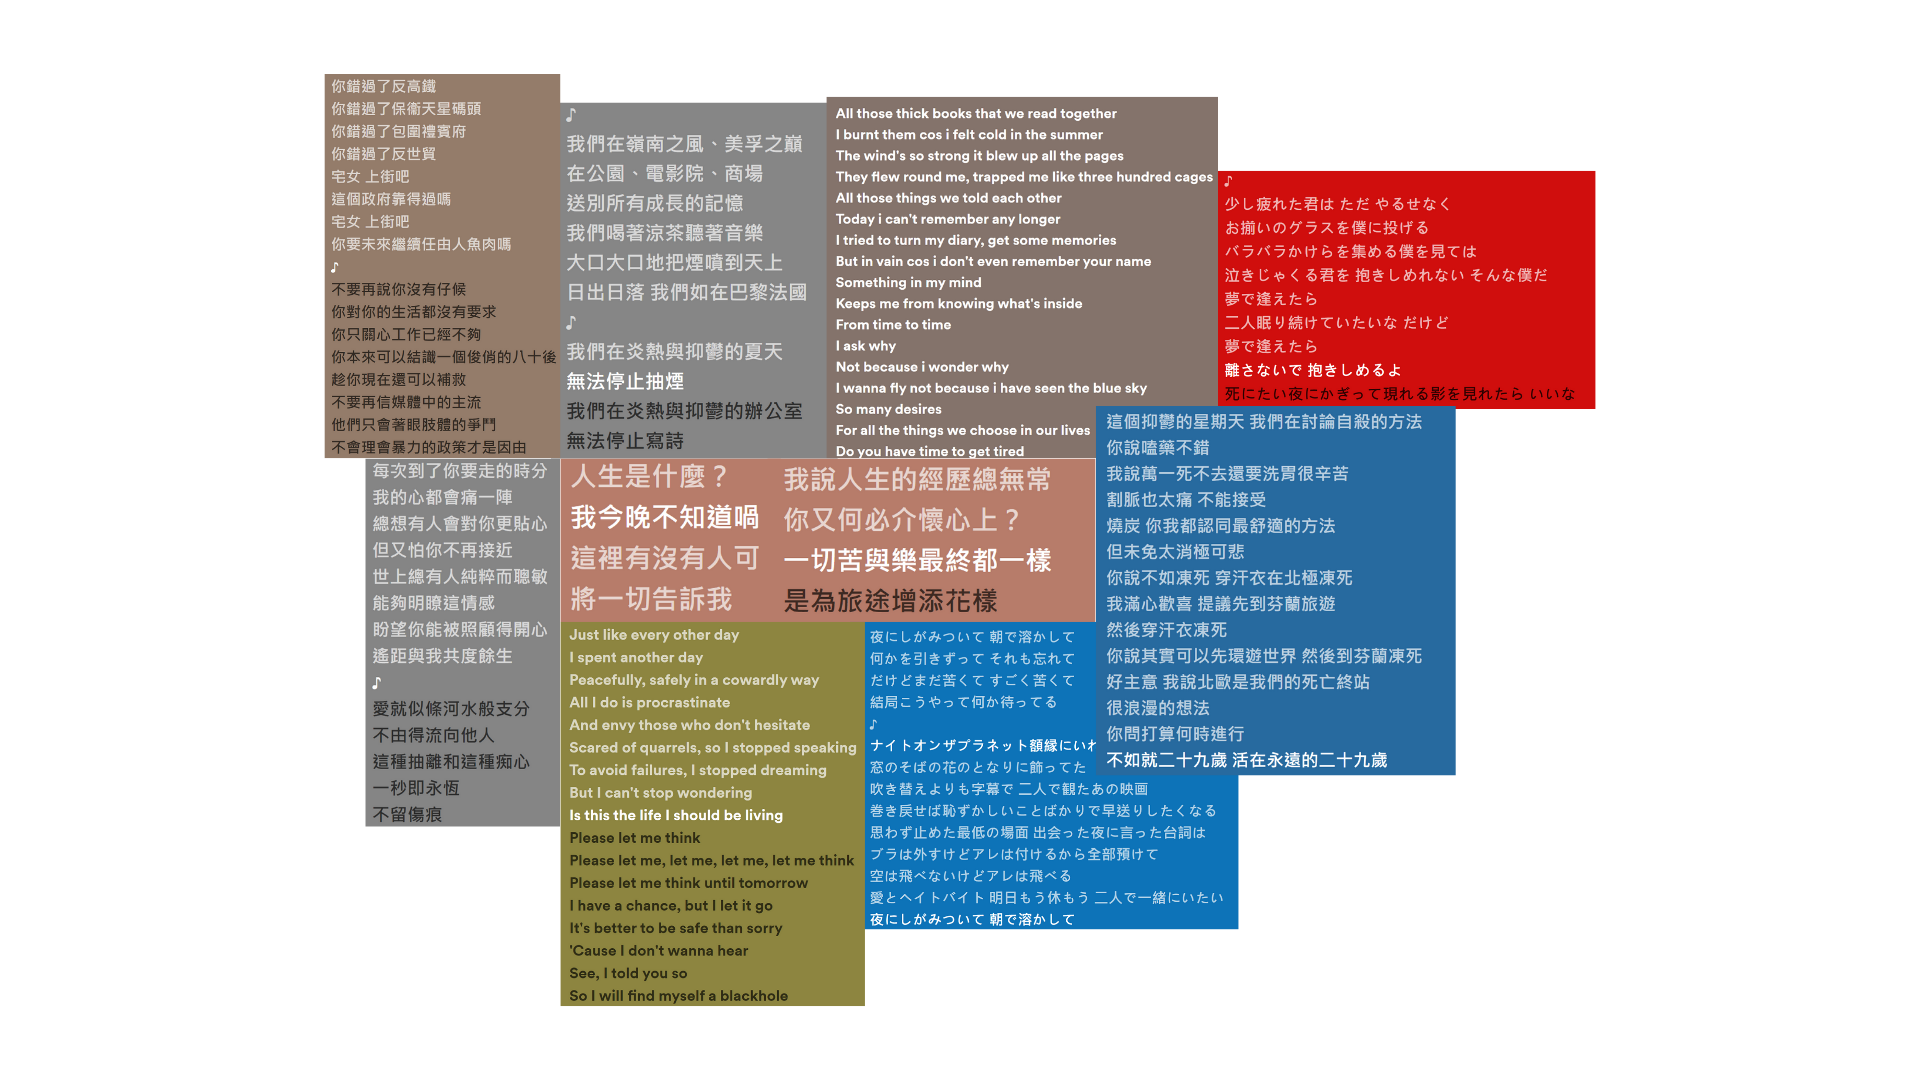 你錯過了反高鐵
你錯過了保衞天星碼頭
你錯過了包圍禮賓府
你錯過了反世貿
宅女 上街吧
這個政府靠得過嗎
宅女 上街吧
你要未來繼續任由人魚肉嗎
♪
不要再說你沒有仔候
你對你的生活都沒有要求
你只關心工作已經不夠
你本來可以結識一個俊俏的八十後
趁你現在還可以補救
不要再信媒體中的主流
他們只會著眼肢體的爭鬥
不會理會暴力的政策才是因由
♪
我們在嶺南之風、美孚之巔
在公園、電影院、商場
送別所有成長的記憶
我們喝著涼茶聽著音樂
大口大口地把煙噴到天上
日出日落 我們如在巴黎法國
♪
我們在炎熱與抑鬱的夏天
無法停止抽煙
我們在炎熱與抑鬱的辦公室
無法停止寫詩
All those thick books that we read together
I burnt them cos i felt cold in the summer
The wind's so strong it blew up all the pages
They flew round me, trapped me like three hundred cages
All those things we told each other
Today i can't remember any longer
I tried to turn my diary, get some memories
But in vain cos i don't even remember your name
Something in my mind
Keeps me from knowing what's inside
From time to time
I ask why
Not because i wonder why
I wanna fly not because i have seen the blue sky
So many desires
For all the things we choose in our lives
Do you have time to get tired
♪
少し疲れた君は ただ やるせなく
お揃いのグラスを僕に投げる
バラバラかけらを集める僕を見ては
泣きじゃくる君を 抱きしめれない そんな僕だ
夢で逢えたら
二人眠り続けていたいな だけど
夢で逢えたら
離さないで 抱きしめるよ
死にたい夜にかぎって現れる影を見れたら いいな
每次到了你要走的時分
我的心都會痛一陣
總想有人會對你更貼心
但又怕你不再接近
世上總有人純粹而聰敏
能夠明瞭這情感
盼望你能被照顧得開心
遙距與我共度餘生
♪
愛就似條河水般支分
不由得流向他人
這種抽離和這種痴心
一秒即永恆
不留傷痕
人生是什麼？
我今晚不知道喎
這裡有沒有人可
將一切告訴我
我說人生的經歷總無常
你又何必介懷心上？
一切苦與樂最終都一樣
是為旅途增添花樣
這個抑鬱的星期天 我們在討論自殺的方法
你說嗑藥不錯
我說萬一死不去還要洗胃很辛苦
割脈也太痛 不能接受
燒炭 你我都認同最舒適的方法
但未免太消極可悲
你說不如凍死 穿汗衣在北極凍死
我滿心歡喜 提議先到芬蘭旅遊
然後穿汗衣凍死
你說其實可以先環遊世界 然後到芬蘭凍死
好主意 我說北歐是我們的死亡終站
很浪漫的想法
你問打算何時進行
不如就二十九歲 活在永遠的二十九歲
Just like every other day
I spent another day
Peacefully, safely in a cowardly way
All I do is procrastinate
And envy those who don't hesitate
Scared of quarrels, so I stopped speaking
To avoid failures, I stopped dreaming
But I can't stop wondering
Is this the life I should be living
Please let me think
Please let me, let me, let me, let me think
Please let me think until tomorrow
I have a chance, but I let it go
It's better to be safe than sorry
'Cause I don't wanna hear
See, I told you so
So I will find myself a blackhole
夜にしがみついて 朝で溶かして
何かを引きずって それも忘れて
だけどまだ苦くて すごく苦くて
結局こうやって何か待ってる
♪
ナイトオンザプラネット額縁にいれ
窓のそばの花のとなりに飾ってた
吹き替えよりも字幕で 二人で観たあの映画
巻き戻せば恥ずかしいことばかりで早送りしたくなる
思わず止めた最低の場面 出会った夜に言った台詞は
ブラは外すけどアレは付けるから全部預けて
空は飛べないけどアレは飛べる
愛とヘイトバイト 明日もう休もう 二人で一緒にいたい
夜にしがみついて 朝で溶かして